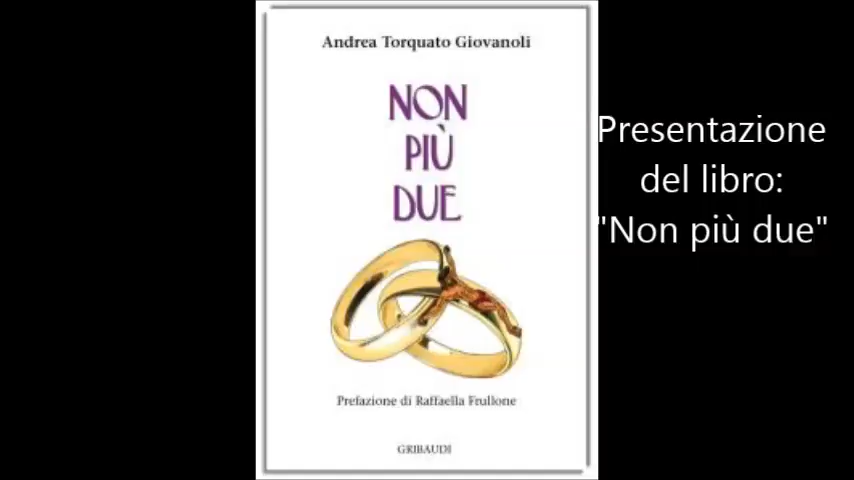 Andrea Torquato Giovanoli
NON
PIÙ
DUE
Prefazione di Raffaella Frullone
GRIBAUDI
Presentazione
del libro:
"Non più due"